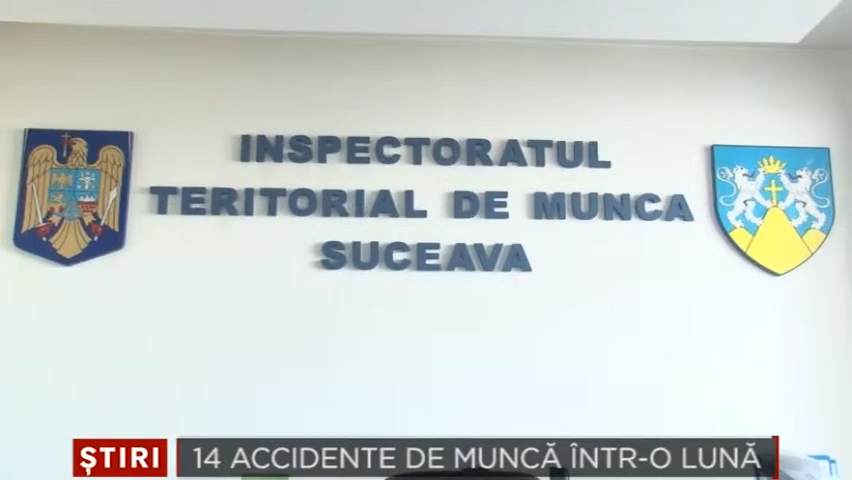 INSPECTORATUL
TERITORIAL DE MUNCA
SUCEAVA
ȘTIRI 14 ACCIDENTE DE MUNCĂ ÎNTR-O LUNĂ